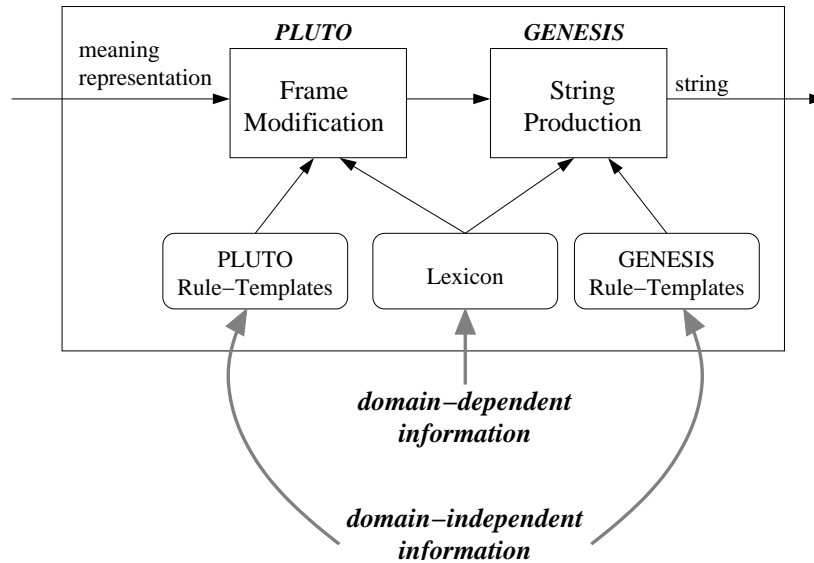 PLUTO
GENESIS
meaning
representation
Frame
Modification
String
Production
string
PLUTO
Rule−Templates
Lexicon
GENESIS
Rule−Templates
domain−dependent
information
domain−independent
information